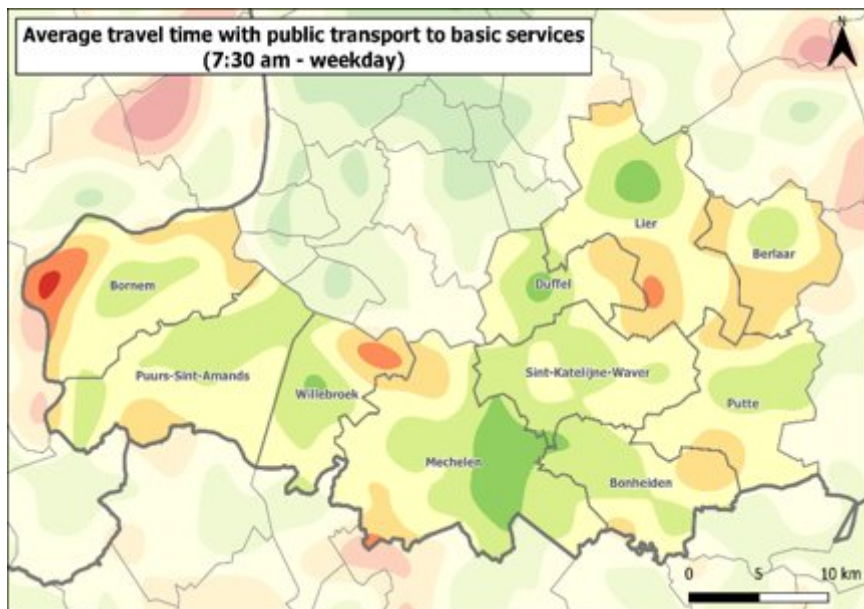 Average travel time with public transport to basic services
(7:30 am - weekday)
N
Lier
Berlaar
Bornem
Duffel
Puurs-Sint-Amands
Willebroek
Sint-Katelijne-Waver
Putte
Mechelen
Bonheiden
0 5 10 km